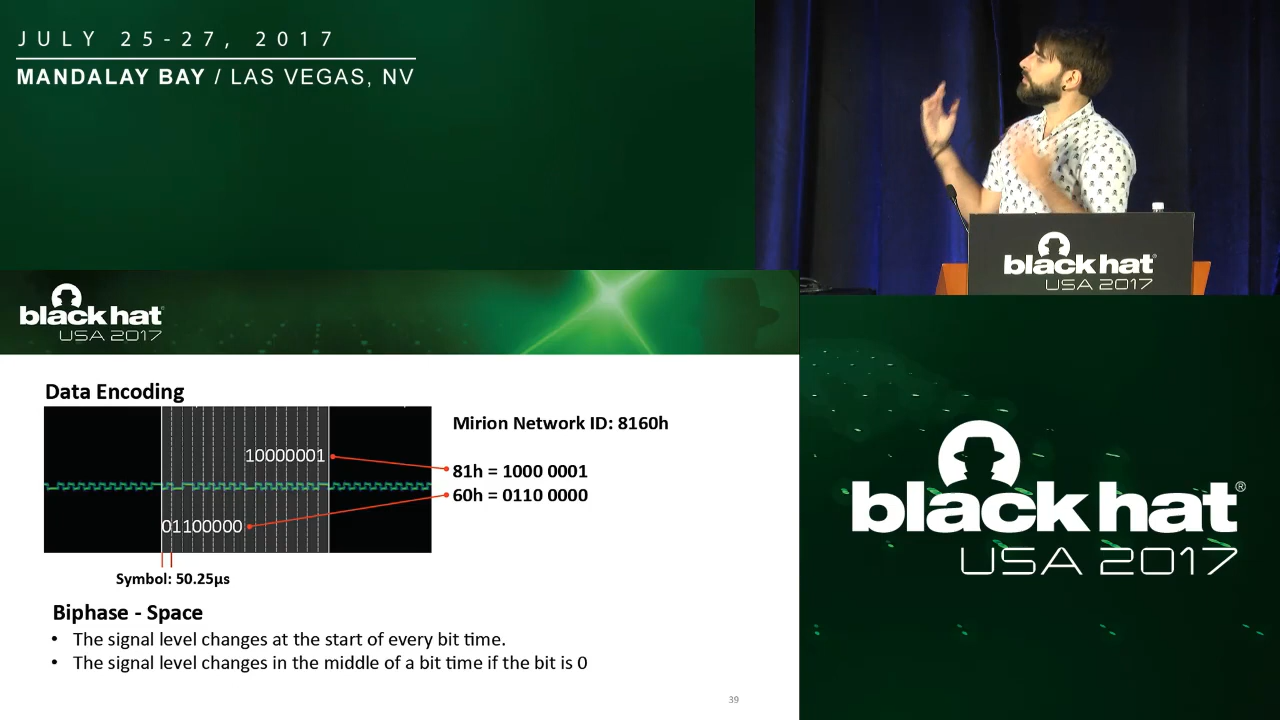 JULY 25-27, 2017
MANDALAY BAY / LAS VEGAS, NV
black hat
USA 2017
black hat
USA 2017
Data Encoding
10000001
01100000
Symbol: 50.25µs
Mirion Network ID: 8160h
81h = 1000 0001
60h = 0110 0000
Biphase - Space
• The signal level changes at the start of every bit time.
• The signal level changes in the middle of a bit time if the bit is 0
39
black hat®
USA 2017